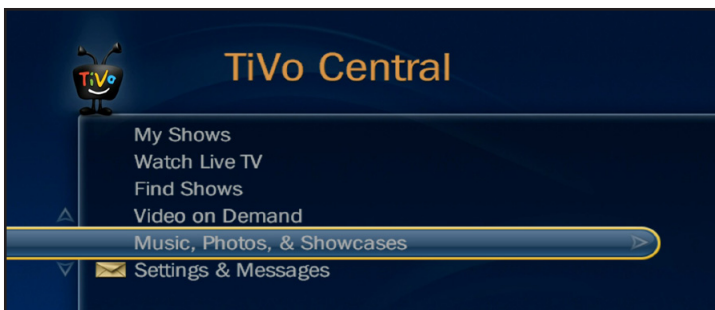 TiVo
TiVo Central
My Shows
Watch Live TV
Find Shows
Video on Demand
Music, Photos, & Showcases
Settings & Messages